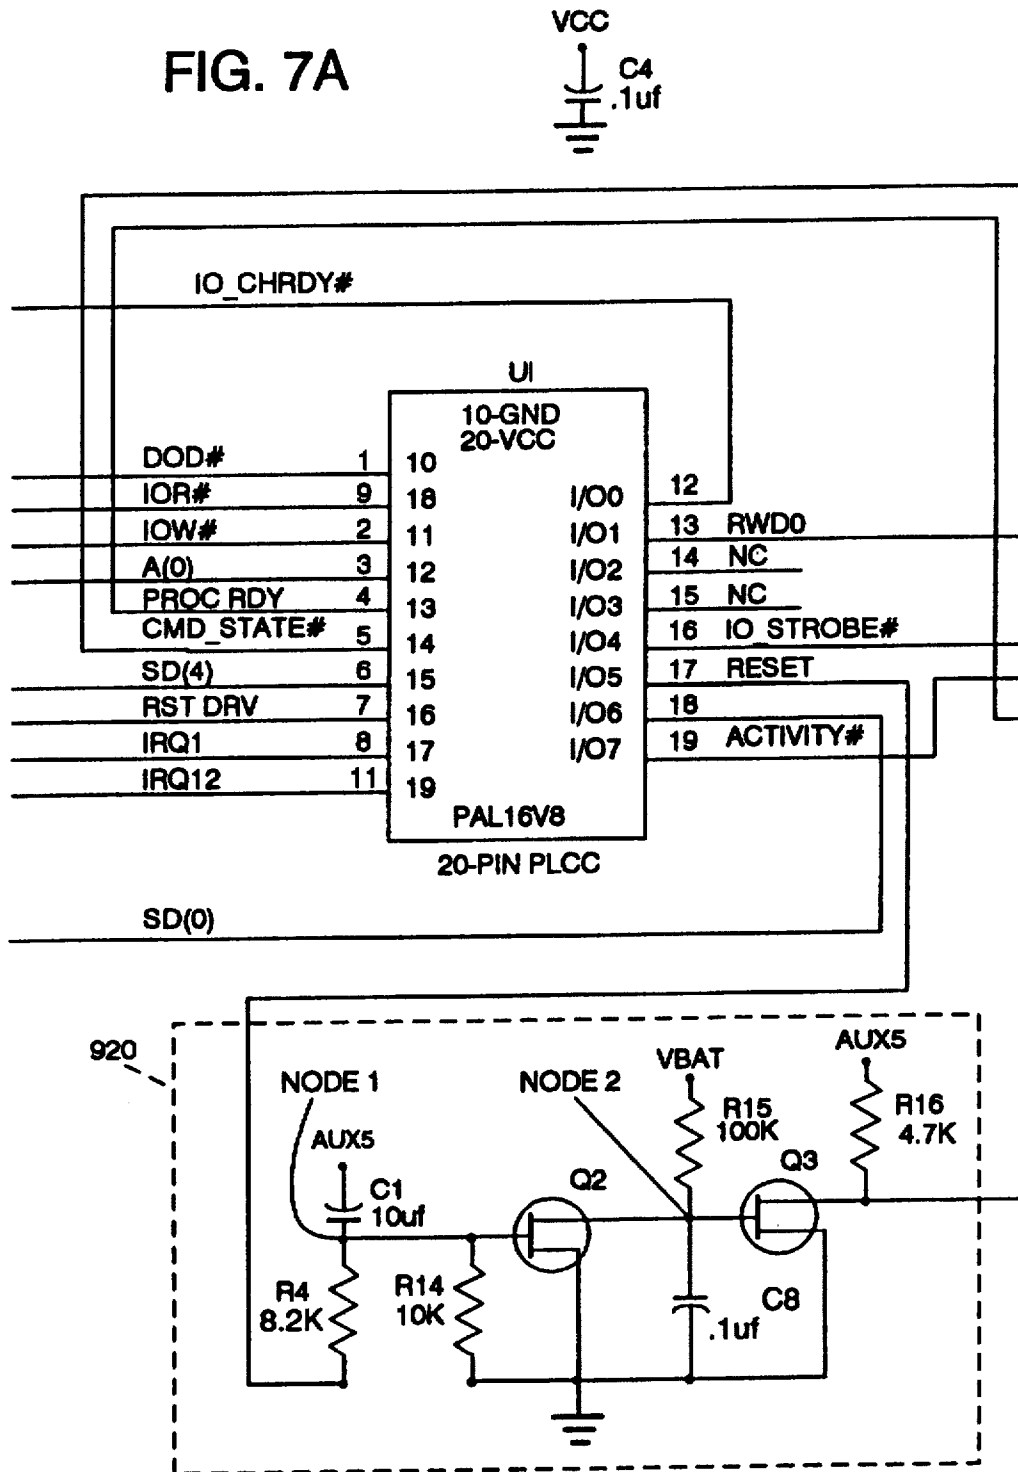 FIG. 7A
VCC
C4
.1uf
IO_CHRDY#
UI
10-GND
20-VCC
DOD# 1 10
IOR# 9 18
IOW# 2 11
A(0) 3 12
PROC RDY 4 13
CMD_STATE# 5 14
SD(4) 6 15
RST DRV 7 16
IRQ1 8 17
IRQ12 11 19
I/O0 12
I/O1 13 RWD0
I/O2 14 NC
I/O3 15 NC
I/O4 16 IO_STROBE#
I/O5 17 RESET
I/O6 18
I/O7 19 ACTIVITY#
PAL16V8
20-PIN PLCC
SD(0)
920
NODE 1
AUX5
C1
10uf
R4
8.2K
R14
10K
Q2
NODE 2
VBAT
R15
100K
Q3
AUX5
R16
4.7K
C8
.1uf